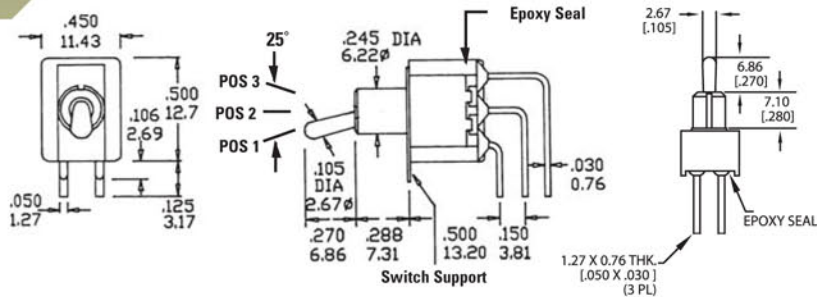 .450
11.43
.500
12.7
.106
2.69
.050
1.27
.125
3.17
25°
POS 3
POS 2
POS 1
.245 DIA
6.22ø
Epoxy Seal
.105
DIA
2.67ø
.270
6.86
.288
7.31
.500
13.20
.150
3.81
.030
0.76
Switch Support
2.67
[.105]
6.86
[.270]
7.10
[.280]
EPOXY SEAL
1.27 X 0.76 THK.
[.050 X .030 ]
(3 PL)